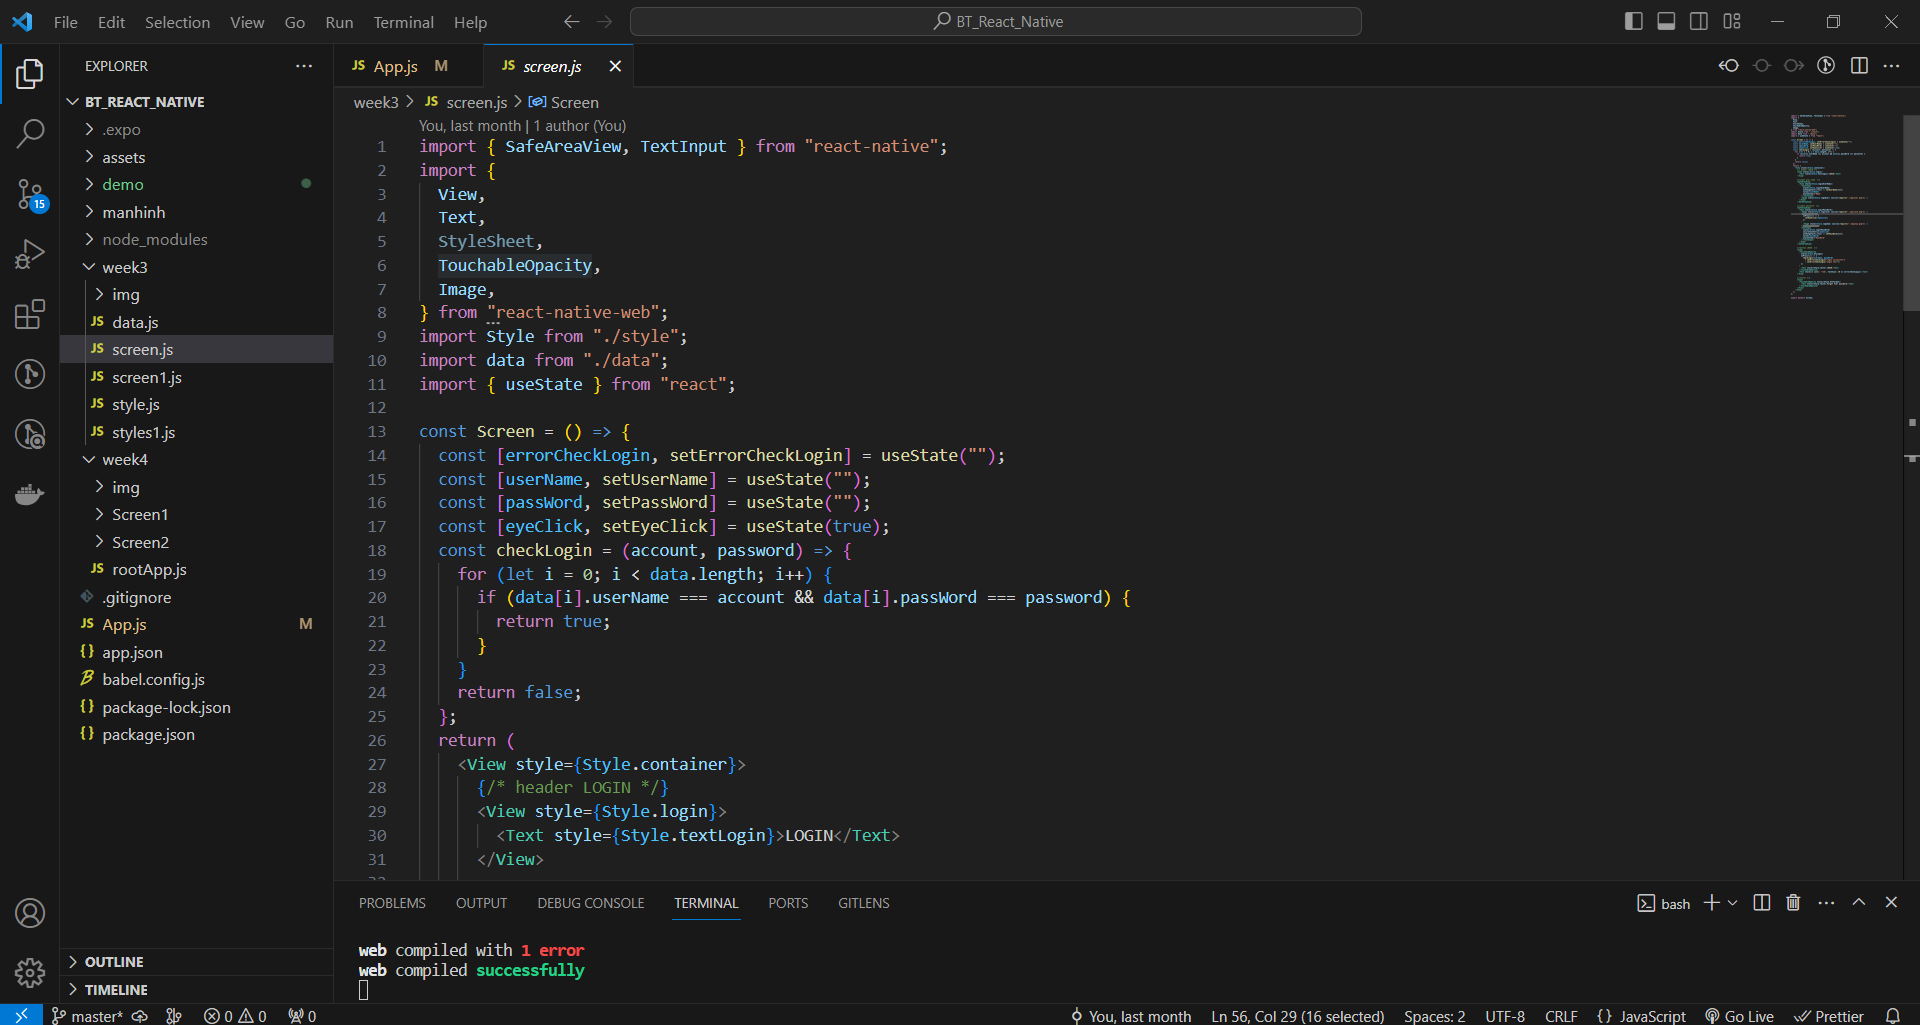 File Edit Selection View Go Run Terminal Help
BT_React_Native
EXPLORER
BT_REACT_NATIVE
.expo
assets
demo
manhinh
node_modules
week3
img
data.js
screen.js
screen1.js
style.js
styles1.js
week4
img
Screen1
Screen2
rootApp.js
.gitignore
App.js M
app.json
babel.config.js
package-lock.json
package.json
OUTLINE
TIMELINE
15
App.js M
screen.js
week3 > screen.js > Screen
You, last month | 1 author (You)
1 import { SafeAreaView, TextInput } from "react-native";
2 import {
3 View,
4 Text,
5 StyleSheet,
6 TouchableOpacity,
7 Image,
8 } from "react-native-web";
9 import Style from "./style";
10 import data from "./data";
11 import { useState } from "react";
12
13 const Screen = () => {
14 const [errorCheckLogin, setErrorCheckLogin] = useState("");
15 const [userName, setUserName] = useState("");
16 const [passWord, setPassWord] = useState("");
17 const [eyeClick, setEyeClick] = useState(true);
18 const checkLogin = (account, password) => {
19 for (let i = 0; i < data.length; i++) {
20 if (data[i].userName === account && data[i].passWord === password) {
21 return true;
22 }
23 }
24 return false;
25 };
26 return (
27 <View style={Style.container}>
28 {/* header LOGIN */}
29 <View style={Style.login}>
30 <Text style={Style.textLogin}>LOGIN</Text>
31 </View>
PROBLEMS OUTPUT DEBUG CONSOLE TERMINAL PORTS GITLENS
bash
web compiled with 1 error
web compiled successfully
master* 0 0 0
You, last month Ln 56, Col 29 (16 selected) Spaces: 2 UTF-8 CRLF {} JavaScript Go Live Prettier